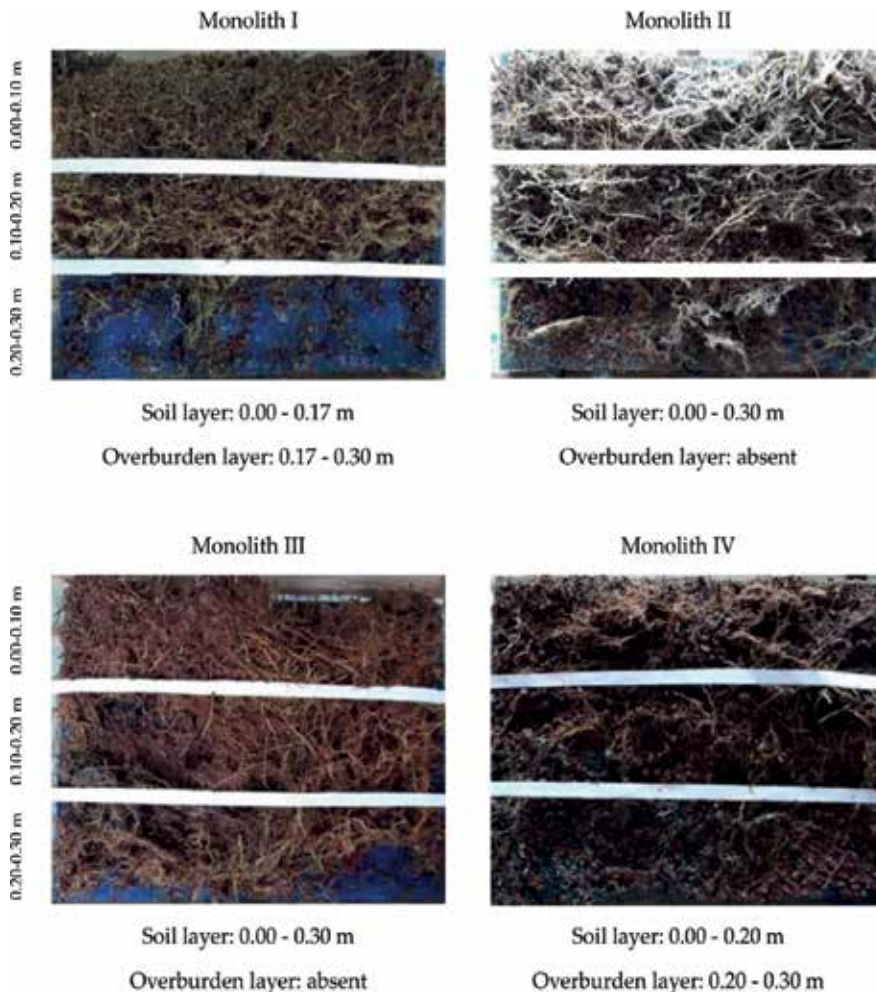 Monolith I
Monolith II
0.00-0.10 m
0.10-0.20 m
0.20-0.30 m
Soil layer: 0.00 - 0.17 m
Overburden layer: 0.17 - 0.30 m
Soil layer: 0.00 - 0.30 m
Overburden layer: absent
Monolith III
Monolith IV
0.00-0.10 m
0.10-0.20 m
0.20-0.30 m
Soil layer: 0.00 - 0.30 m
Overburden layer: absent
Soil layer: 0.00 - 0.20 m
Overburden layer: 0.20 - 0.30 m